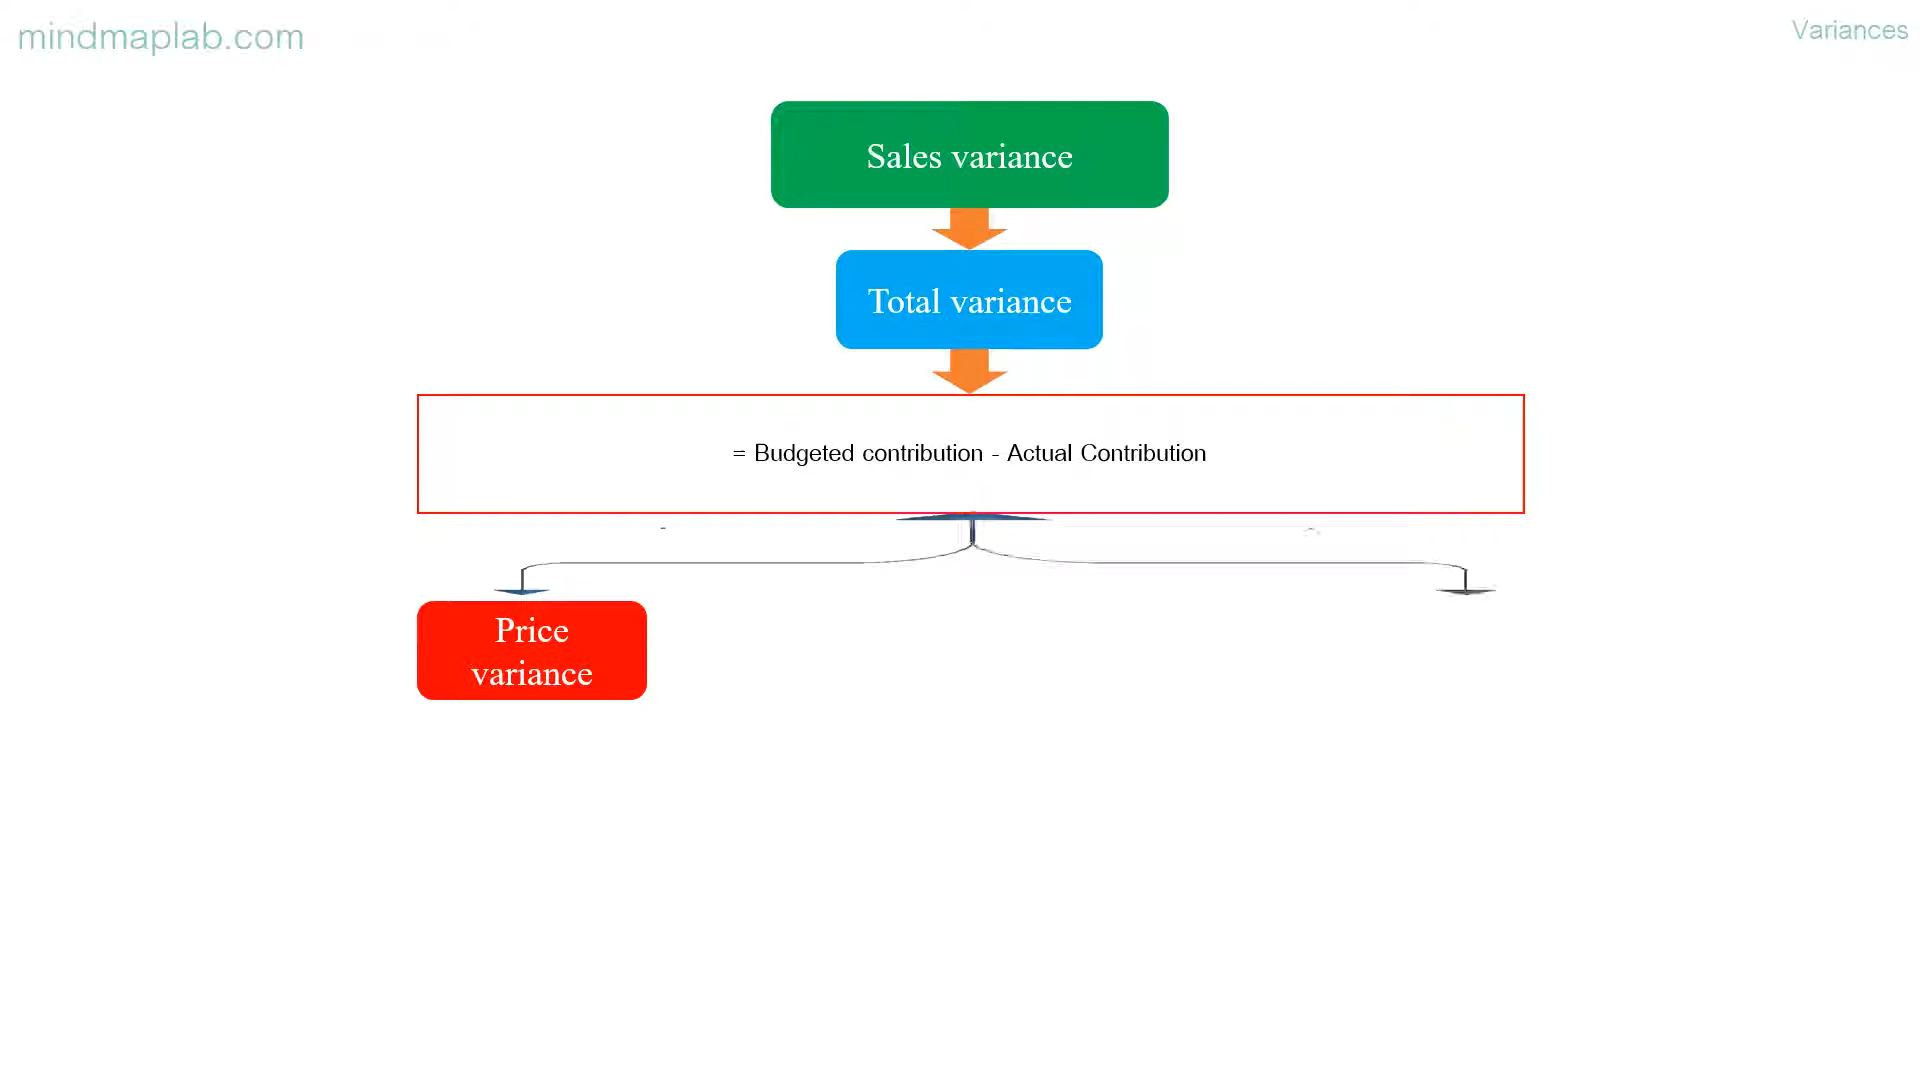 mindmaplab.com
Variances
Sales variance
Total variance
= Budgeted contribution - Actual Contribution
Price
variance